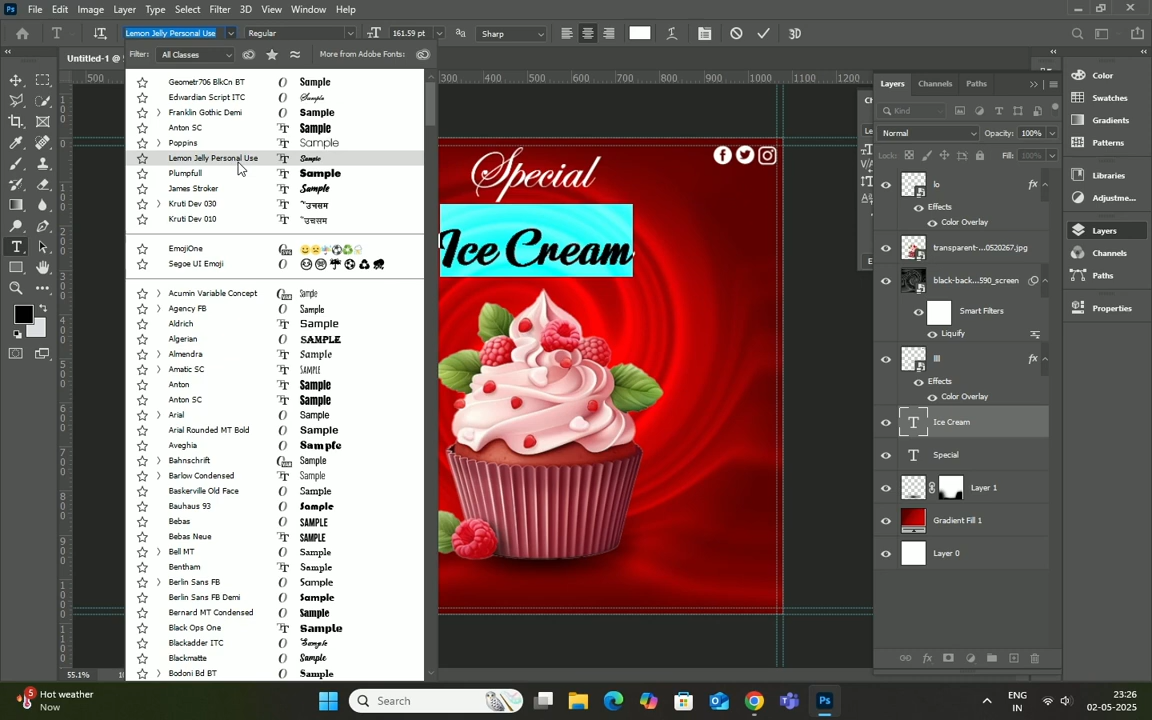 File Edit Image Layer Type Select Filter 3D View Window Help
Lemon Jelly Personal Use Regular 161.59 pt Sharp 3D
Filter: All Classes More from Adobe Fonts:
Untitled-1 @
Geometr706 BlkCn BT Sample
Edwardian Script ITC Sample
Franklin Gothic Demi Sample
Anton SC Sample
Poppins Sample
Lemon Jelly Personal Use Sample
Plumpfull Sample
James Stroker Sample
Kruti Dev 030
Kruti Dev 010
EmojiOne
Segoe UI Emoji
Acumin Variable Concept Sample
Agency FB Sample
Aldrich Sample
Algerian SAMPLE
Almendra Sample
Amatic SC SAMPLE
Anton Sample
Anton SC Sample
Arial Sample
Arial Rounded MT Bold Sample
Aveghia Sample
Bahnschrift Sample
Barlow Condensed Sample
Baskerville Old Face Sample
Bauhaus 93 Sample
Bebas SAMPLE
Bebas Neue SAMPLE
Bell MT Sample
Bentham Sample
Berlin Sans FB Sample
Berlin Sans FB Demi Sample
Bernard MT Condensed Sample
Black Ops One Sample
Blackadder ITC Sample
Blackmatte Sample
Bodoni Bd BT Sample
500 300 400 500 600 700 800 900 1000 1100 1200
Special
Ice Cream
Layers Channels Paths
Kind
Normal Opacity: 100%
Lock: Fill: 100%
lo fx
Effects
Color Overlay
transparent-...0520267.jpg
black-back...590_screen
Smart Filters
Liquify
llll fx
Effects
Color Overlay
Ice Cream
Special
Layer 1
Gradient Fill 1
Layer 0
Color
Swatches
Gradients
Patterns
Libraries
Adjustme...
Layers
Channels
Paths
Properties
55.1%
5 Hot weather
Now
Search
ENG
IN
23:26
02-05-2025